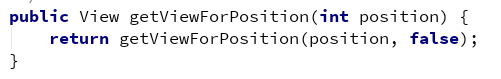 public View getViewForPosition(int position) {
    return getViewForPosition(position, false);
}